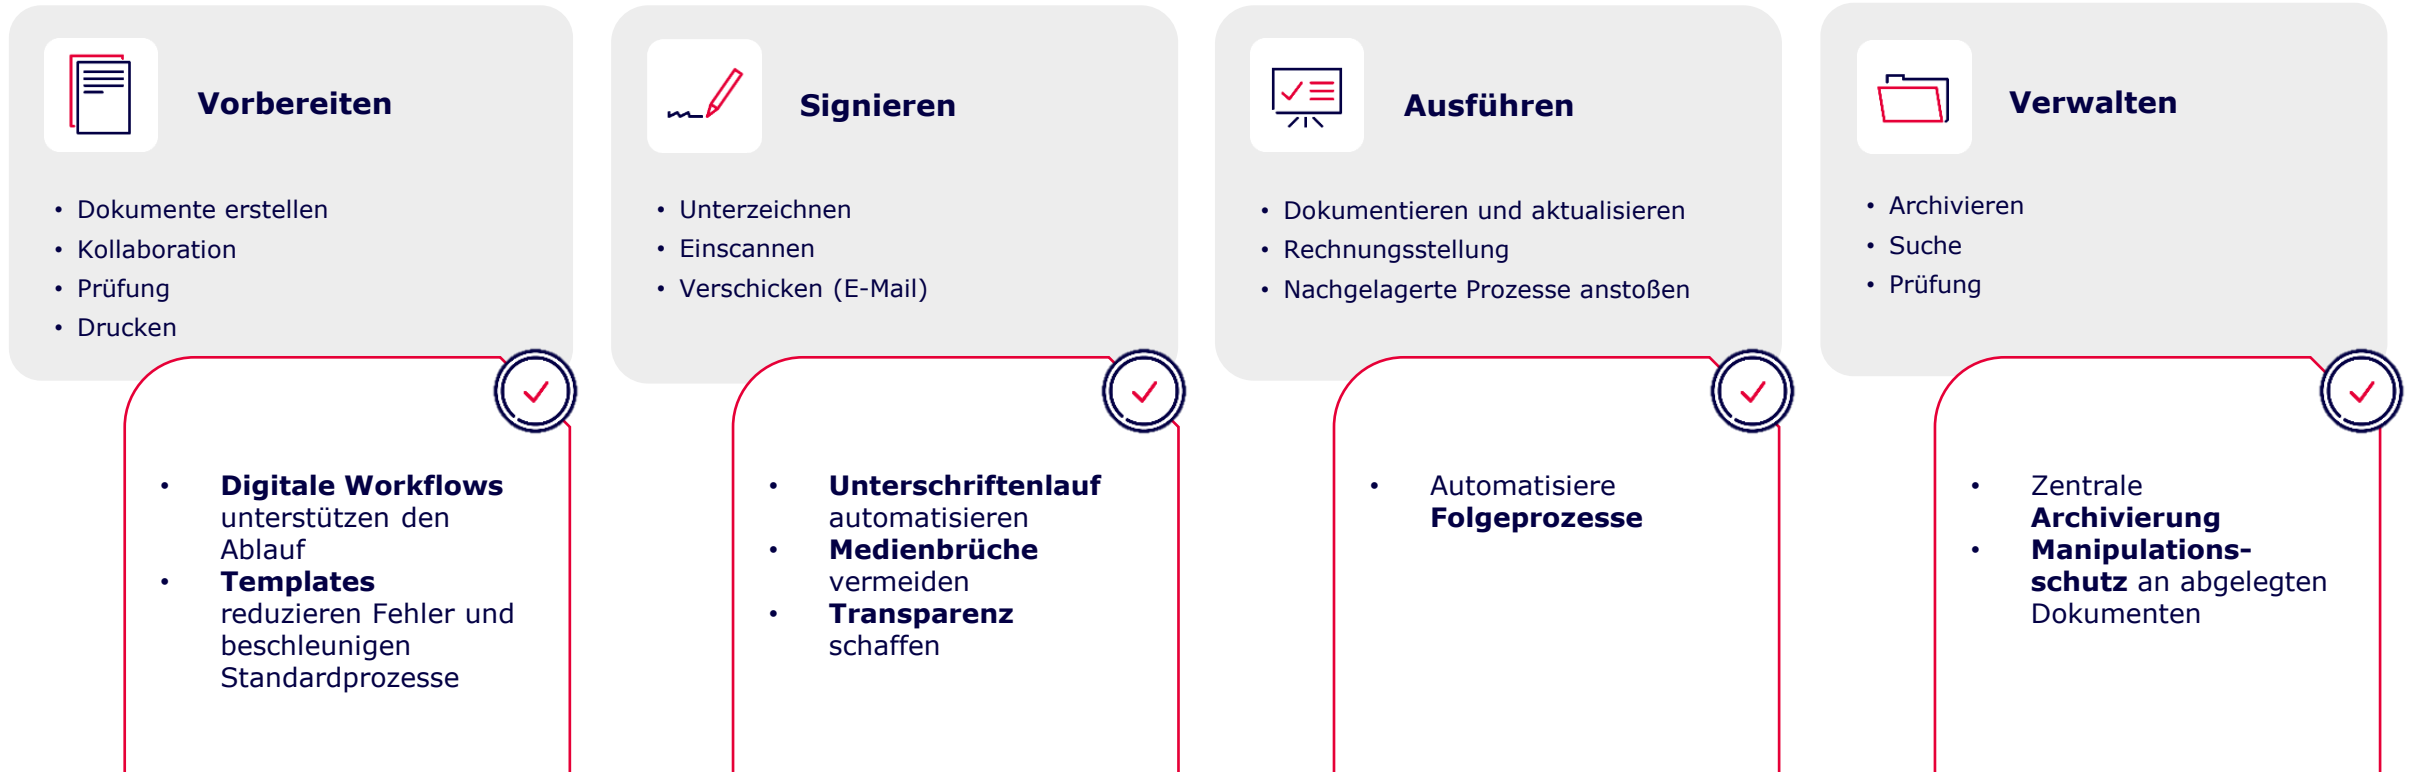 Vorbereiten
• Dokumente erstellen
• Kollaboration
• Prüfung
• Drucken
• Digitale Workflows
unterstützen den
Ablauf
• Templates
reduzieren Fehler und
beschleunigen
Standardprozesse
Signieren
• Unterzeichnen
• Einscannen
• Verschicken (E-Mail)
• Unterschriftenlauf
automatisieren
• Medienbrüche
vermeiden
• Transparenz
schaffen
Ausführen
• Dokumentieren und aktualisieren
• Rechnungsstellung
• Nachgelagerte Prozesse anstoßen
• Automatisiere
Folgeprozesse
Verwalten
• Archivieren
• Suche
• Prüfung
• Zentrale
Archivierung
• Manipulations-
schutz an abgelegten
Dokumenten